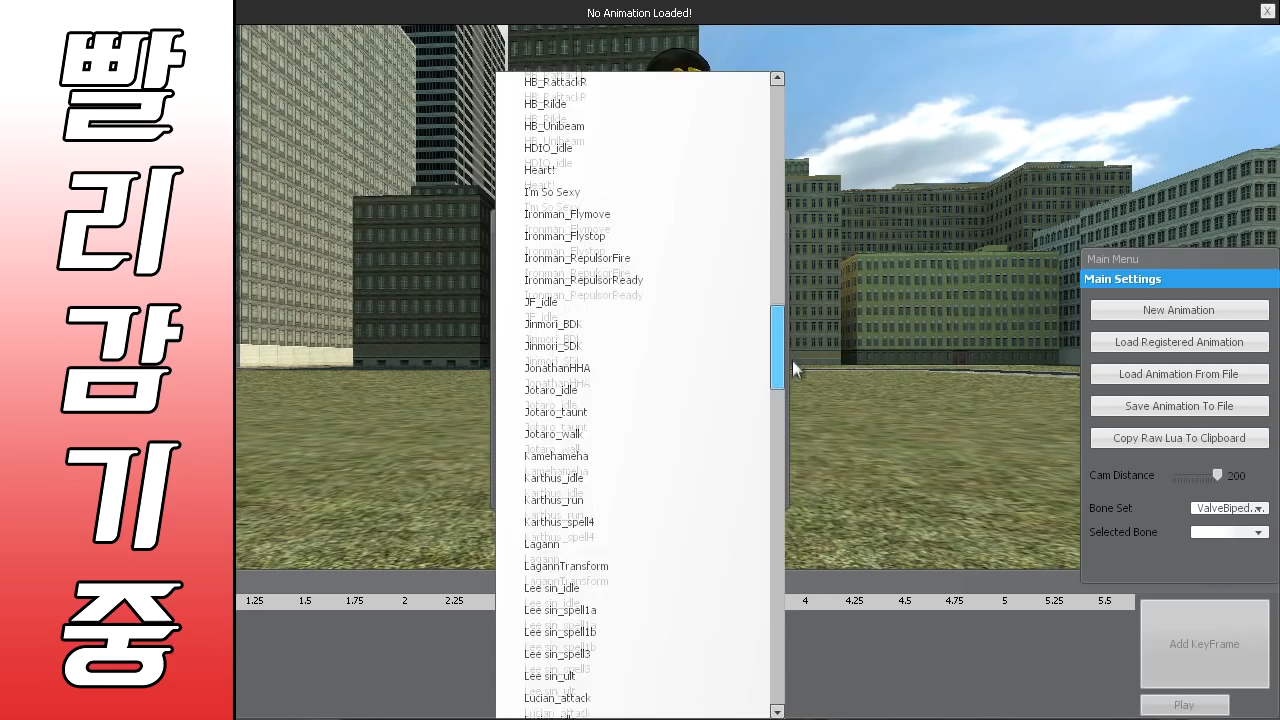 빨
리
감
기
중
No Animation Loaded!
X
HB_RattackR
HB_Rilde
HB_Unibeam
HDIO_idle
Heart!
I'm So Sexy
Ironman_Flymove
Ironman_Flystop
Ironman_RepulsorFire
Ironman_RepulsorReady
JF_idle
Jinmori_BDK
Jinmori_SDK
JonathanHHA
Jotaro_idle
Jotaro_taunt
Jotaro_walk
Kamehameha
Karthus_idle
Karthus_run
Karthus_spell4
Lagann
LagannTransform
Lee sin_idle
Lee sin_spell1a
Lee sin_spell1b
Lee sin_spell3
Lee sin_ult
Lucian_attack
Main Menu
Main Settings
New Animation
Load Registered Animation
Load Animation From File
Save Animation To File
Copy Raw Lua To Clipboard
Cam Distance 200
Bone Set ValveBiped...
Selected Bone
1.25 1.5 1.75 2 2.25 4 4.25 4.5 4.75 5 5.25 5.5
Add KeyFrame
Play